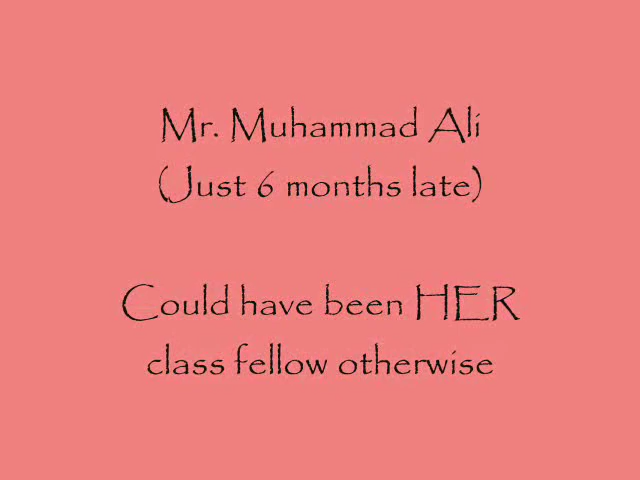 Mr. Muhammad Ali
(Just 6 months late)
Could have been HER
class fellow otherwise